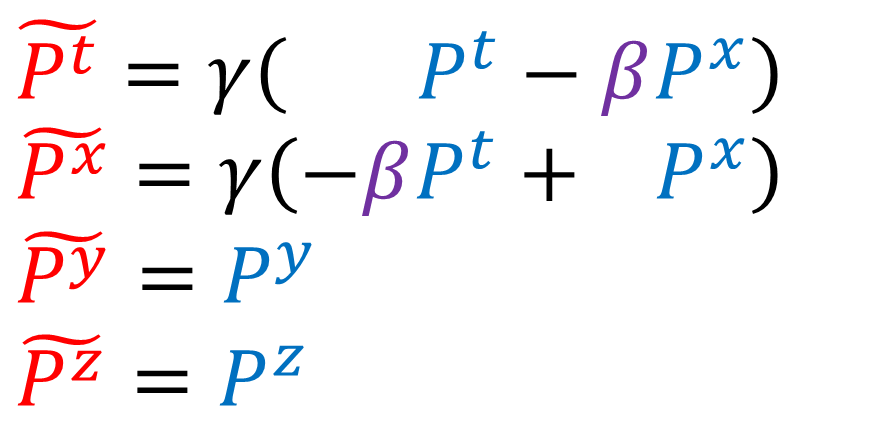 P̃ᵗ = γ( Pᵗ − βPˣ)
P̃ˣ = γ(−βPᵗ + Pˣ)
P̃ʸ = Pʸ
P̃ᶻ = Pᶻ